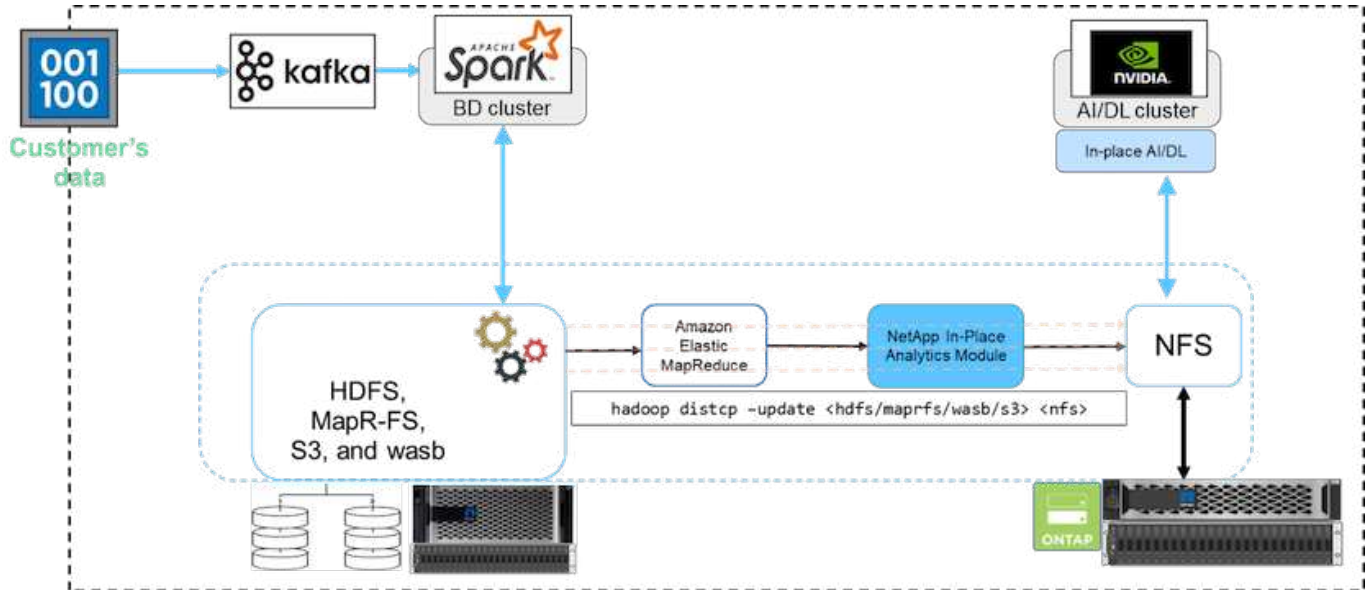 001
100
Customer's
data
kafka
APACHE
Spark
BD cluster
NVIDIA.
AI/DL cluster
In-place AI/DL
HDFS,
MapR-FS,
S3, and wasb
Amazon
Elastic
MapReduce
NetApp In-Place
Analytics Module
NFS
hadoop distcp –update <hdfs/maprfs/wasb/s3> <nfs>
ONTAP